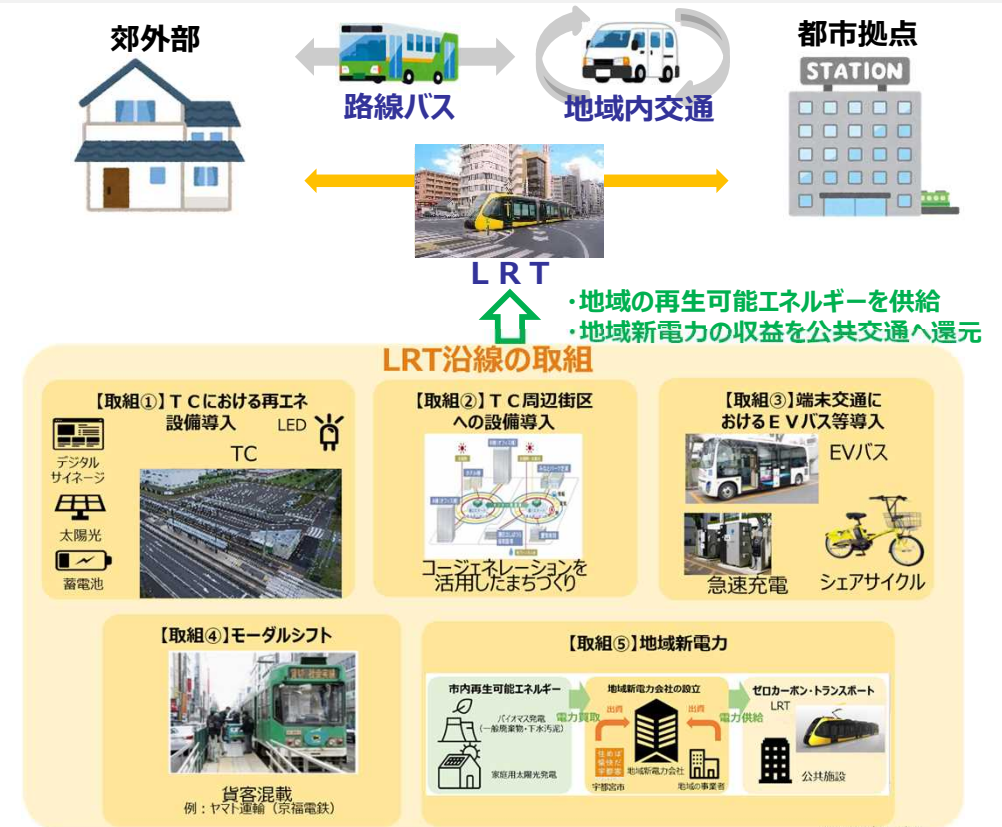 郊外部
都市拠点
STATION
路線バス
地域内交通
LRT
・地域の再生可能エネルギーを供給
・地域新電力の収益を公共交通へ還元
LRT沿線の取組
【取組①】TCにおける再エネ
設備導入
LED
TC
デジタル
サイネージ
太陽光
蓄電池
【取組②】TC周辺街区
への設備導入
コージェネレーションを
活用したまちづくり
【取組③】端末交通に
おけるEVバス等導入
EVバス
急速充電
シェアサイクル
【取組④】モーダルシフト
貨客混載
例：ヤマト運輸（京福電鉄）
【取組⑤】地域新電力
市内再生可能エネルギー
バイオマス発電
（一般廃棄物・下水汚泥）
家庭用太陽光発電
電力買取
地域新電力会社の設立
出資
出資
住めば
愉快だ
宇都宮
宇都宮市
地域新電力会社
地域の事業者
電力供給
ゼロカーボン・トランスポート
LRT
公共施設